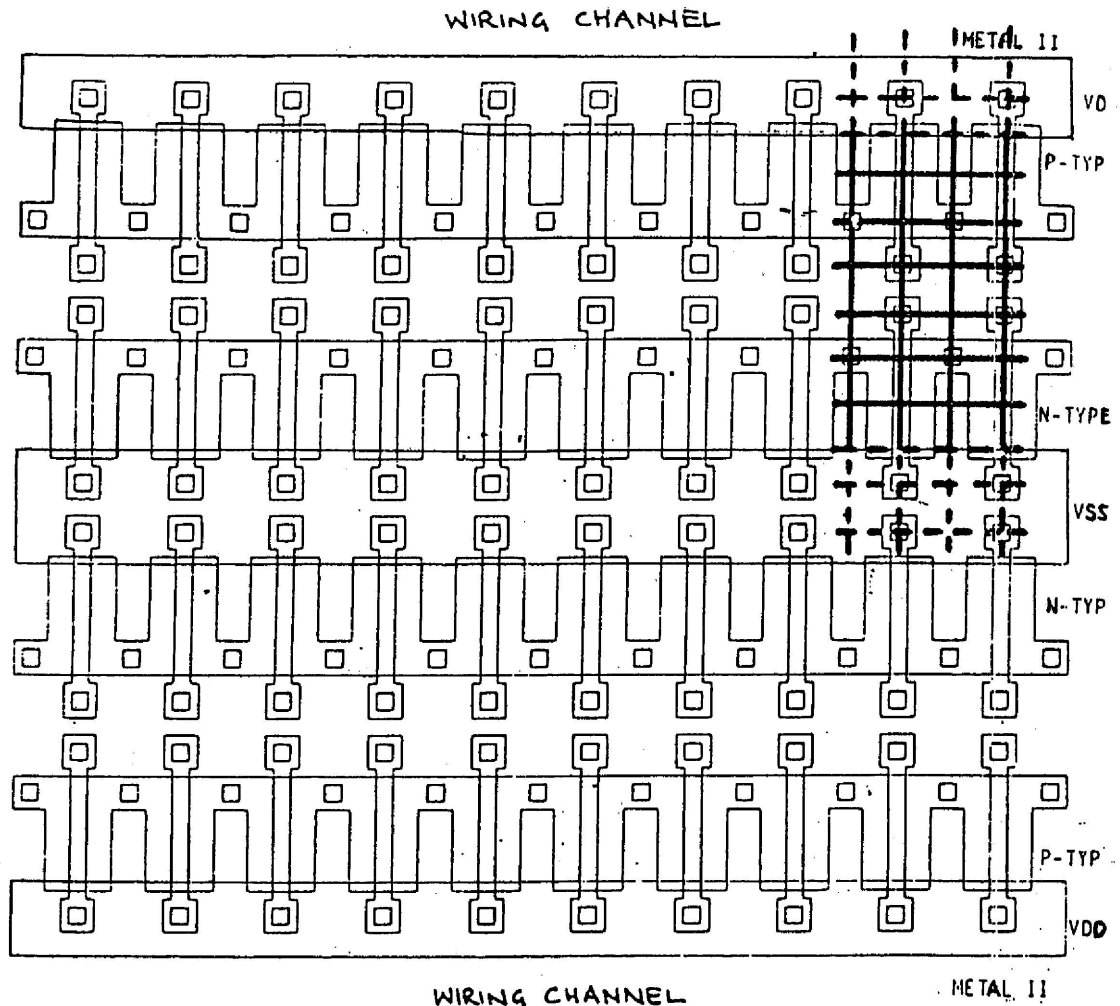 WIRING CHANNEL
METAL II
VD
P-TYP
N-TYPE
VSS
N-TYP
P-TYP
VDD
METAL II
WIRING CHANNEL